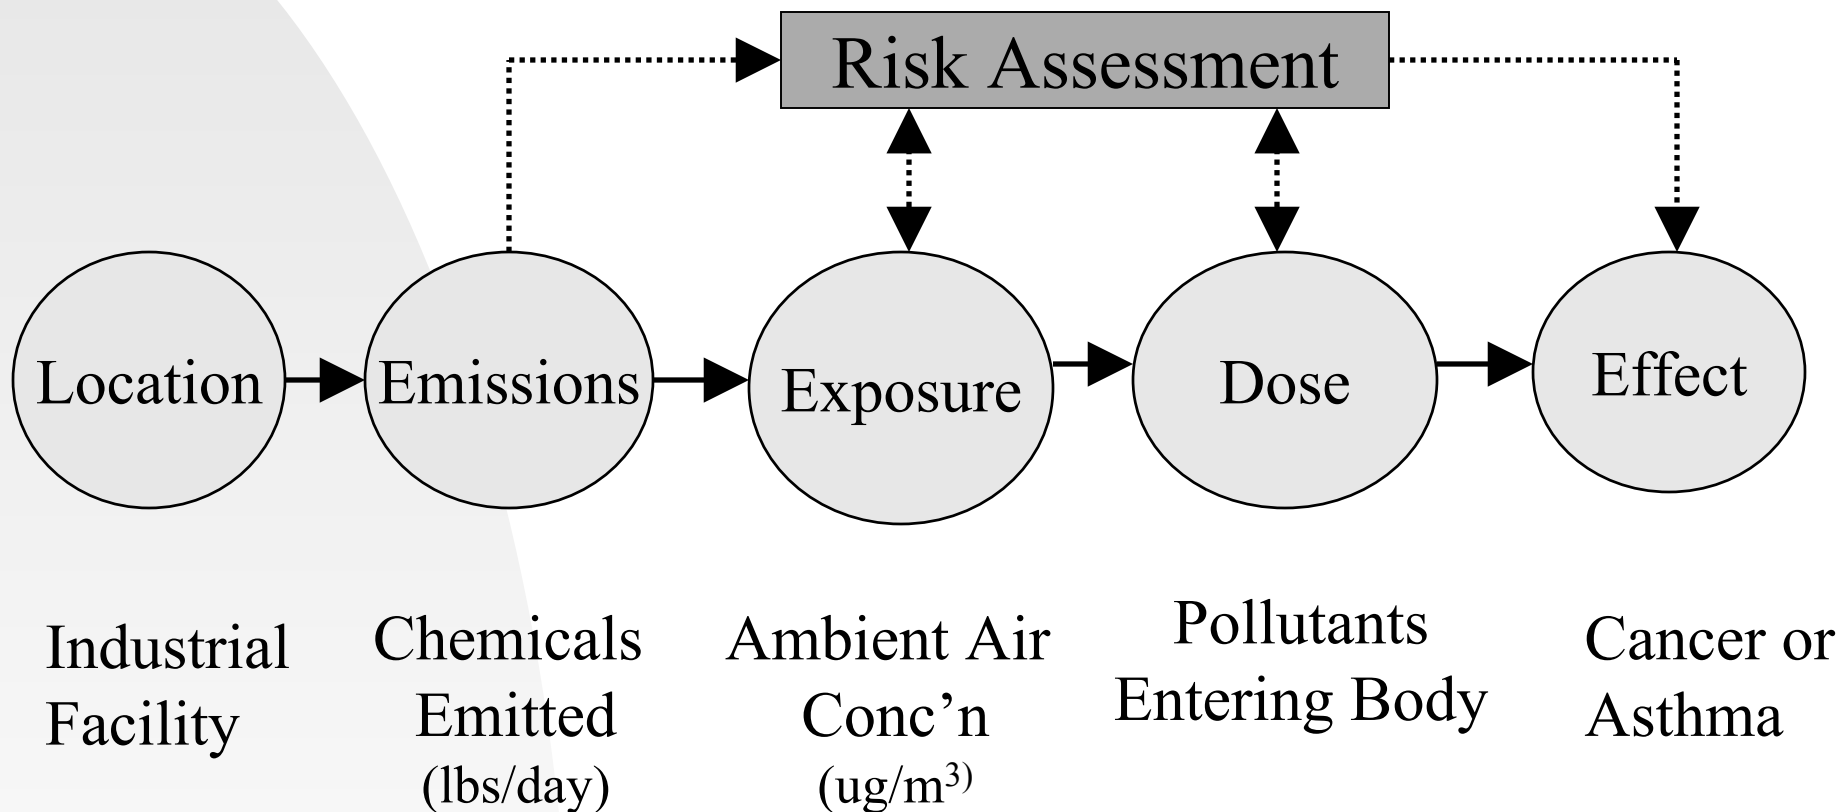 Risk Assessment
Location
Emissions
Exposure
Dose
Effect
Industrial
Facility
Chemicals
Emitted
(lbs/day)
Ambient Air
Conc’n
(ug/m³)
Pollutants
Entering Body
Cancer or
Asthma